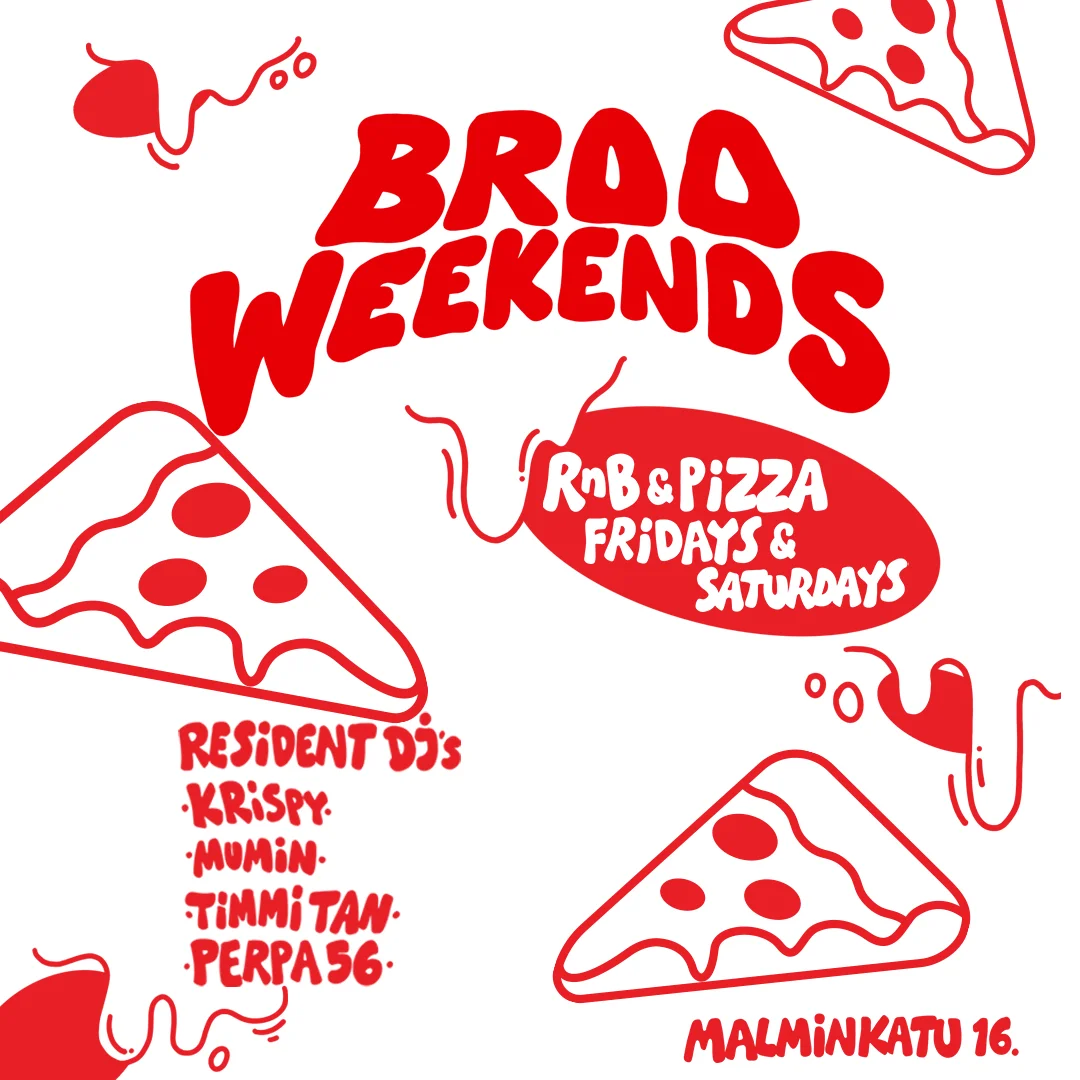 BROO
WEEKENDS
RnB & PiZZA
FRiDAYS &
SATURDAYS
RESiDENT DJ's
·KRiSPY·
·MUMiN·
·TiMMi TAN·
·PERPA56·
MALMiNKATU 16.